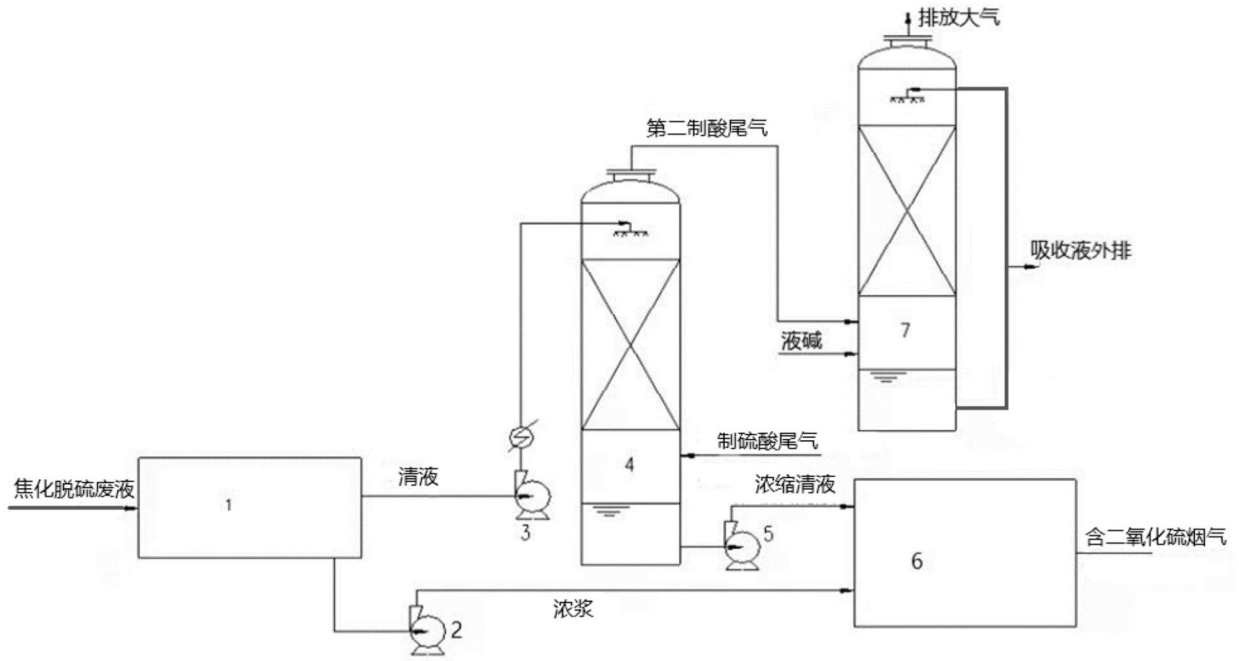 排放大气
第二制酸尾气
吸收液外排
7
液碱
制硫酸尾气
4
清液
焦化脱硫废液
1
3
浓缩清液
5
含二氧化硫烟气
6
浓浆
2